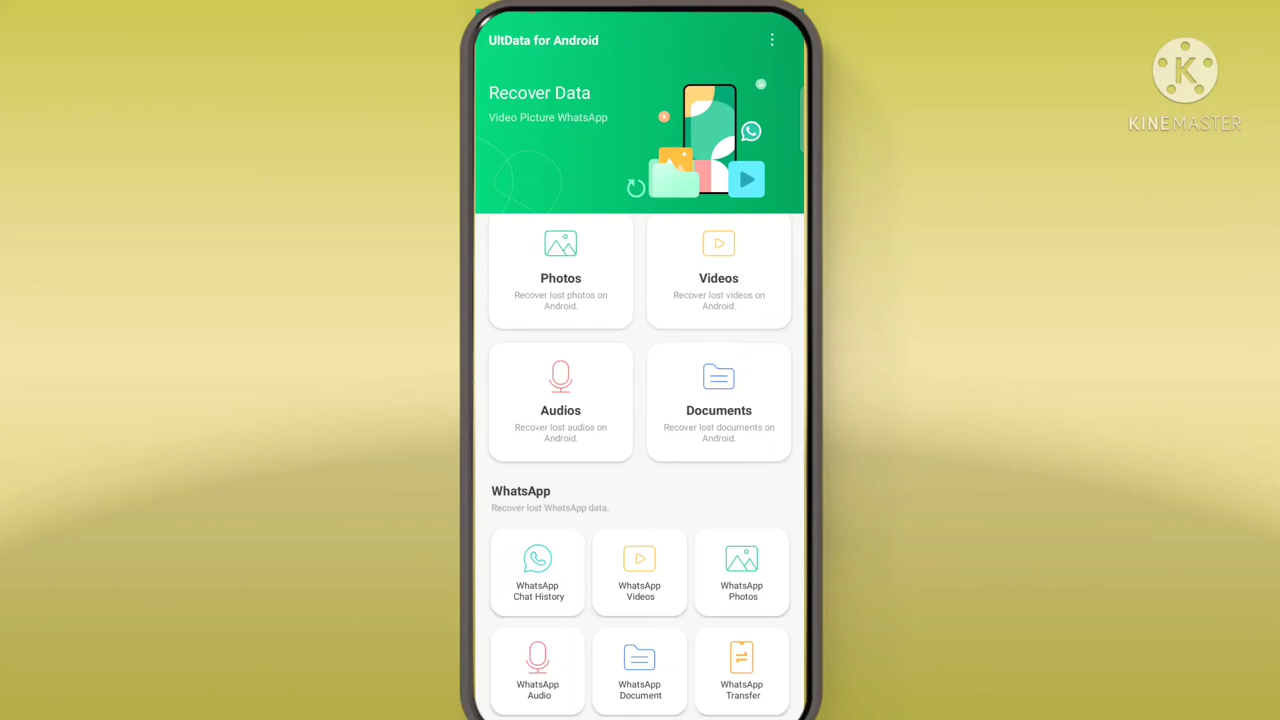 UltData for Android
Recover Data
Video Picture WhatsApp
KINEMASTER
Photos
Recover lost photos on
Android.
Videos
Recover lost videos on
Android.
Audios
Recover lost audios on
Android.
Documents
Recover lost documents on
Android.
WhatsApp
Recover lost WhatsApp data.
WhatsApp
Chat History
WhatsApp
Videos
WhatsApp
Photos
WhatsApp
Audio
WhatsApp
Document
WhatsApp
Transfer